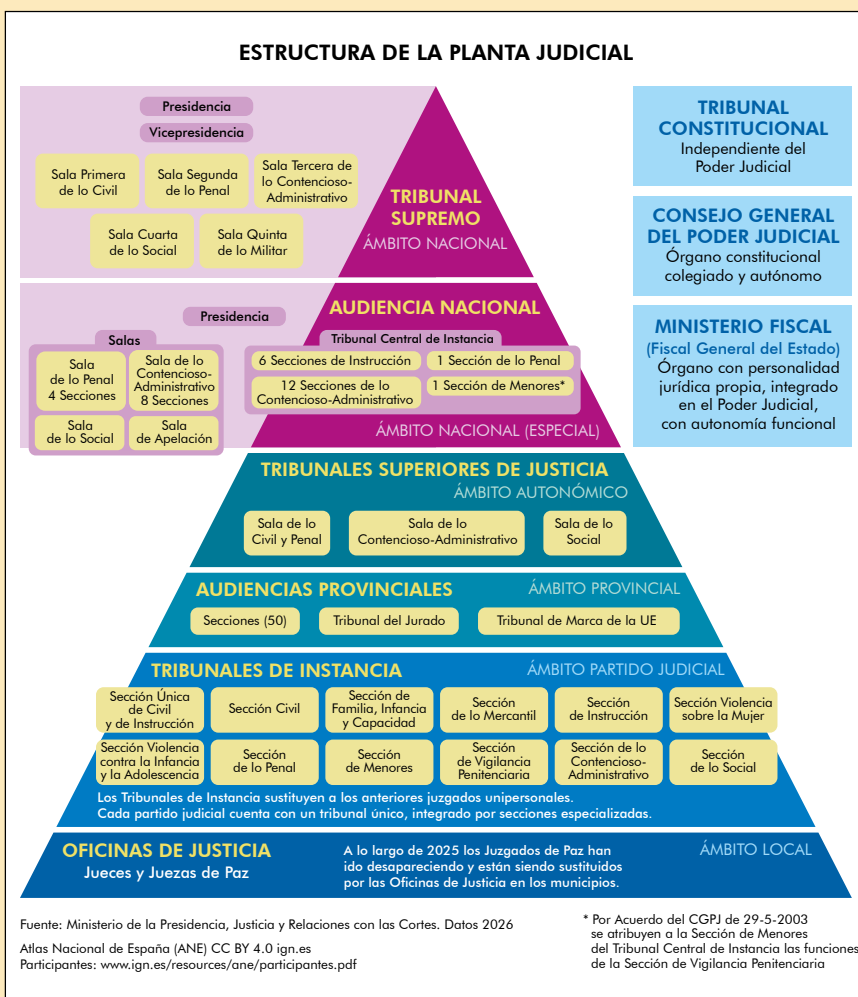 ESTRUCTURA DE LA PLANTA JUDICIAL
Presidencia
Vicepresidencia
Sala Primera
de lo Civil
Sala Segunda
de lo Penal
Sala Tercera de
lo Contencioso-
Administrativo
Sala Cuarta
de lo Social
Sala Quinta
de lo Militar
TRIBUNAL
SUPREMO
ÁMBITO NACIONAL
TRIBUNAL
CONSTITUCIONAL
Independiente del
Poder Judicial
CONSEJO GENERAL
DEL PODER JUDICIAL
Órgano constitucional
colegiado y autónomo
MINISTERIO FISCAL
(Fiscal General del Estado)
Órgano con personalidad
jurídica propia, integrado
en el Poder Judicial,
con autonomía funcional
AUDIENCIA NACIONAL
Presidencia
Salas
Sala
de lo Penal
4 Secciones
Sala de lo
Contencioso-
Administrativo
8 Secciones
Sala
de lo Social
Sala
de Apelación
Tribunal Central de Instancia
6 Secciones de Instrucción
1 Sección de lo Penal
12 Secciones de lo
Contencioso-Administrativo
1 Sección de Menores*
ÁMBITO NACIONAL (ESPECIAL)
TRIBUNALES SUPERIORES DE JUSTICIA
ÁMBITO AUTONÓMICO
Sala de lo
Civil y Penal
Sala de lo
Contencioso-Administrativo
Sala de lo
Social
AUDIENCIAS PROVINCIALES
ÁMBITO PROVINCIAL
Secciones (50)
Tribunal del Jurado
Tribunal de Marca de la UE
TRIBUNALES DE INSTANCIA
ÁMBITO PARTIDO JUDICIAL
Sección Única
de Civil
y de Instrucción
Sección Civil
Sección de
Familia, Infancia
y Capacidad
Sección
de lo Mercantil
Sección
de Instrucción
Sección Violencia
sobre la Mujer
Sección Violencia
contra la Infancia
y la Adolescencia
Sección
de lo Penal
Sección
de Menores
Sección
de Vigilancia
Penitenciaria
Sección de lo
Contencioso-
Administrativo
Sección
de lo Social
Los Tribunales de Instancia sustituyen a los anteriores juzgados unipersonales.
Cada partido judicial cuenta con un tribunal único, integrado por secciones especializadas.
OFICINAS DE JUSTICIA
Jueces y Juezas de Paz
A lo largo de 2025 los Juzgados de Paz han
ido desapareciendo y están siendo sustituidos
por las Oficinas de Justicia en los municipios.
ÁMBITO LOCAL
Fuente: Ministerio de la Presidencia, Justicia y Relaciones con las Cortes. Datos 2026
Atlas Nacional de España (ANE) CC BY 4.0 ign.es
Participantes: www.ign.es/resources/ane/participantes.pdf
* Por Acuerdo del CGPJ de 29-5-2003
se atribuyen a la Sección de Menores
del Tribunal Central de Instancia las funciones
de la Sección de Vigilancia Penitenciaria